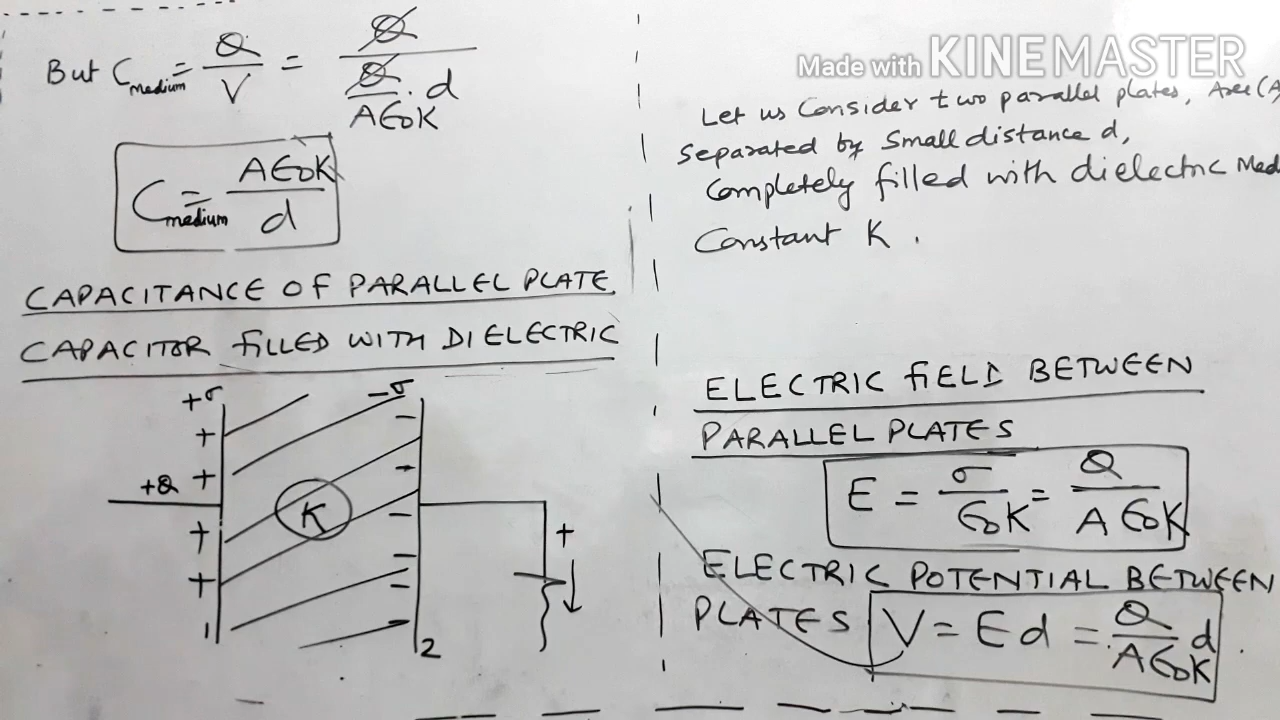 But Cmedium = Q/V = Q/(Q/Aε₀K . d)
Cmedium = Aε₀K/d
CAPACITANCE OF PARALLEL PLATE
CAPACITOR FILLED WITH DIELECTRIC
+σ -σ
+ -
+ -
+Q
K
+ -
+ -
-
-
1 2
+
Made with KINEMASTER
Let us Consider two parallel plates, Area (A
Separated by Small distance d,
Completely filled with dielectric Med
Constant K .
ELECTRIC FIELD BETWEEN
PARALLEL PLATES
E = σ/ε₀K = Q/Aε₀K
ELECTRIC POTENTIAL BETWEEN
PLATES V = Ed = Q/Aε₀K d .